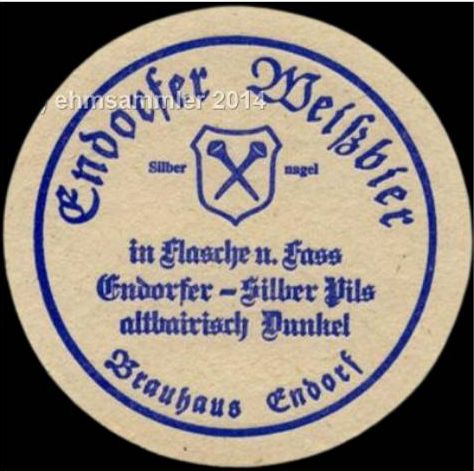 , ehmsammler 2014
Endorfer Weißbier
Silber nagel
in Flasche u. Fass
Endorfer - Silber Pils
altbairisch Dunkel
Brauhaus Endorf